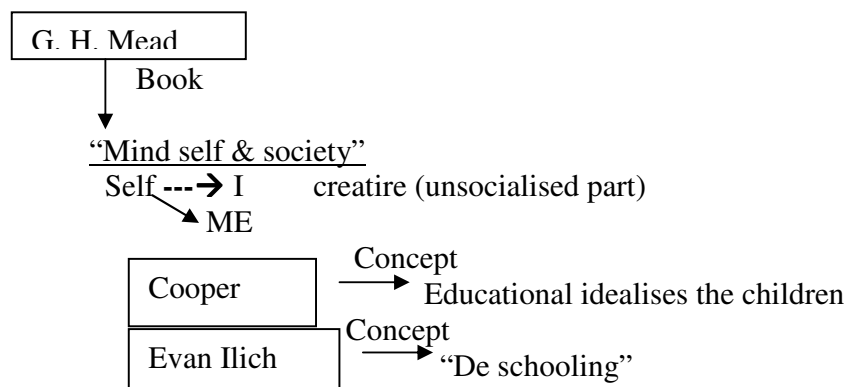 G. H. Mead
Book
“Mind self & society”
Self ---➔ I creatire (unsocialised part)
ME
Concept
Cooper
Educational idealises the children
Concept
Evan Ilich
“De schooling”